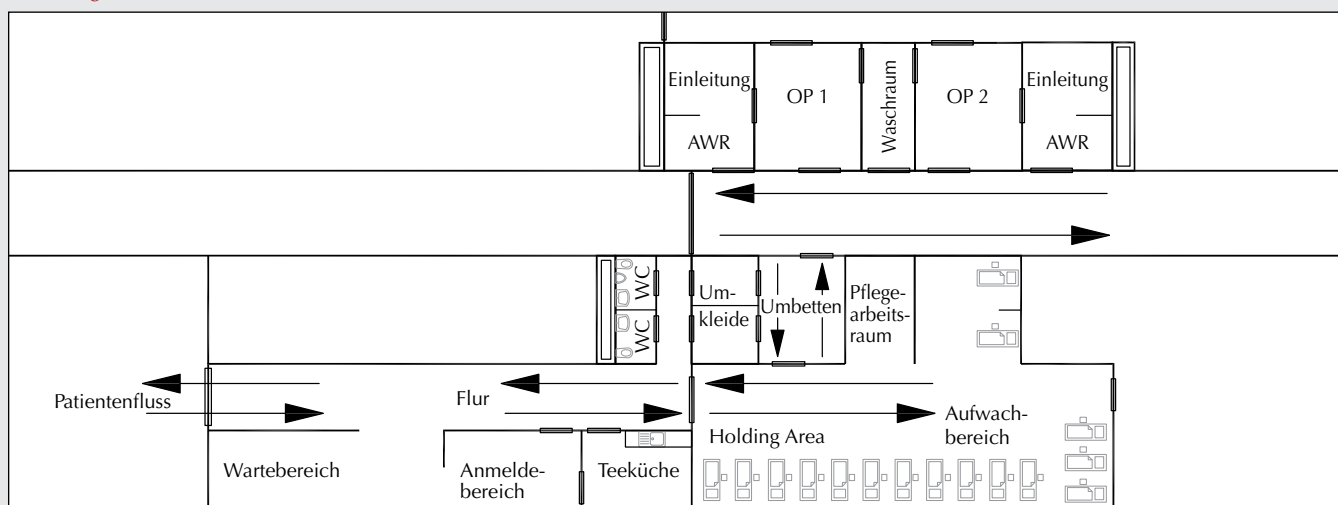 Einleitung
OP 1
Waschraum
OP 2
Einleitung
AWR
AWR
WC
WC
Um-
kleide
Umbetten
Pflege-
arbeits-
raum
Patientenfluss
Flur
Aufwach-
bereich
Holding Area
Wartebereich
Anmelde-
bereich
Teeküche